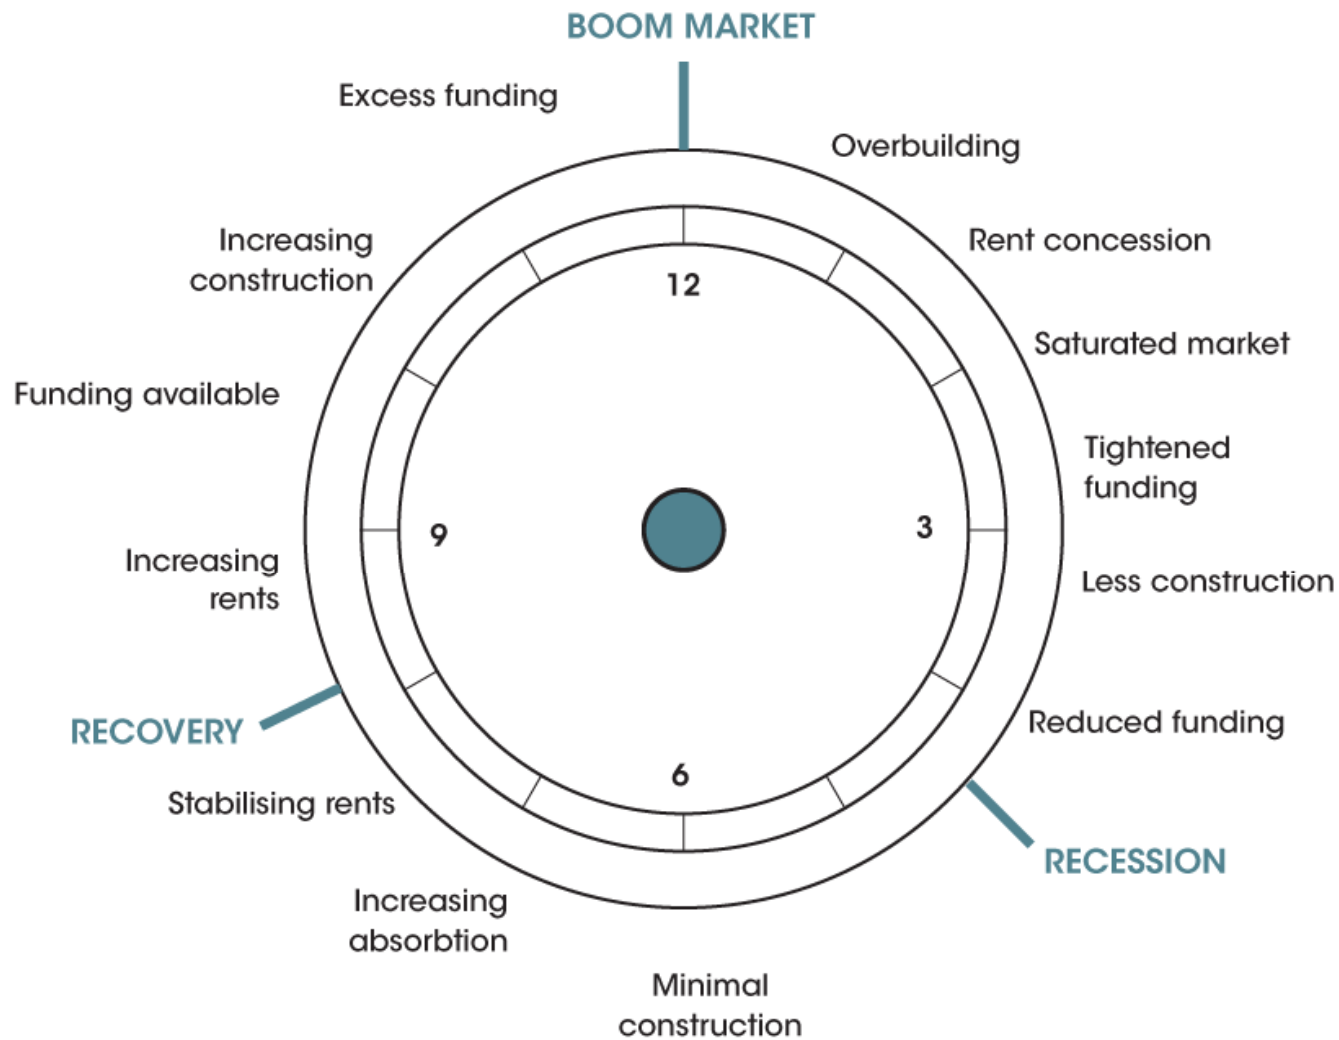 BOOM MARKET
Excess funding
Overbuilding
Increasing
construction
Rent concession
12
Saturated market
Funding available
Tightened
funding
9
3
Increasing
rents
Less construction
RECOVERY
Reduced funding
6
Stabilising rents
RECESSION
Increasing
absorbtion
Minimal
construction